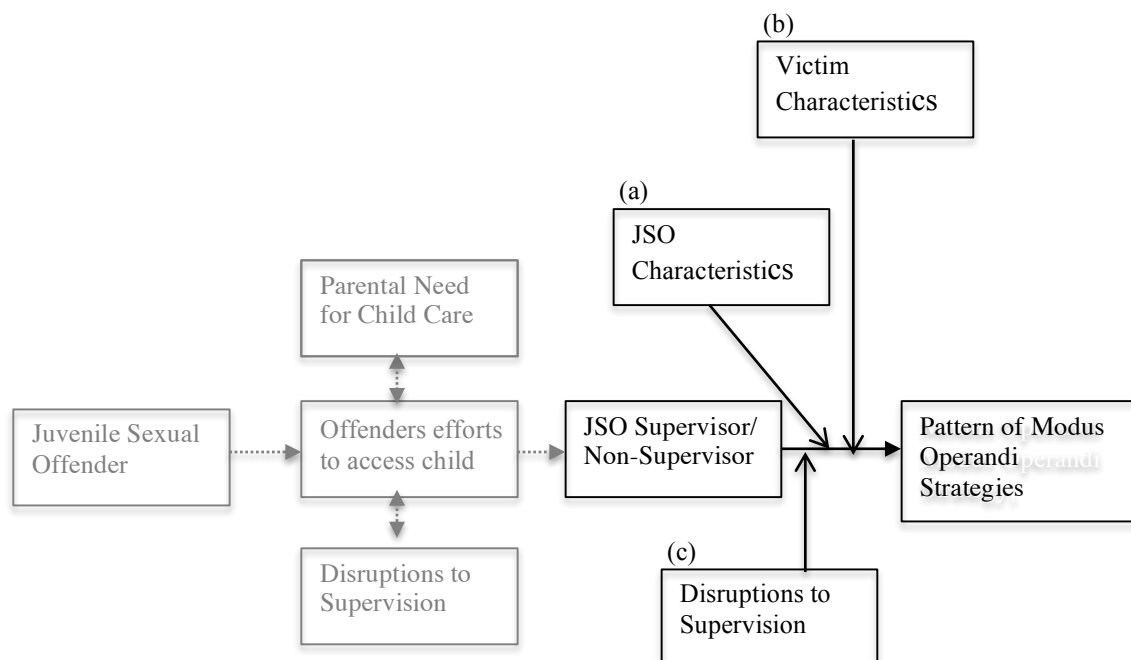 (b)
Victim
Characteristics
(a)
JSO
Characteristics
Parental Need
for Child Care
Juvenile Sexual
Offender
Offenders efforts
to access child
JSO Supervisor/
Non-Supervisor
Pattern of Modus
Operandi
Strategies
Disruptions to
Supervision
(c)
Disruptions to
Supervision